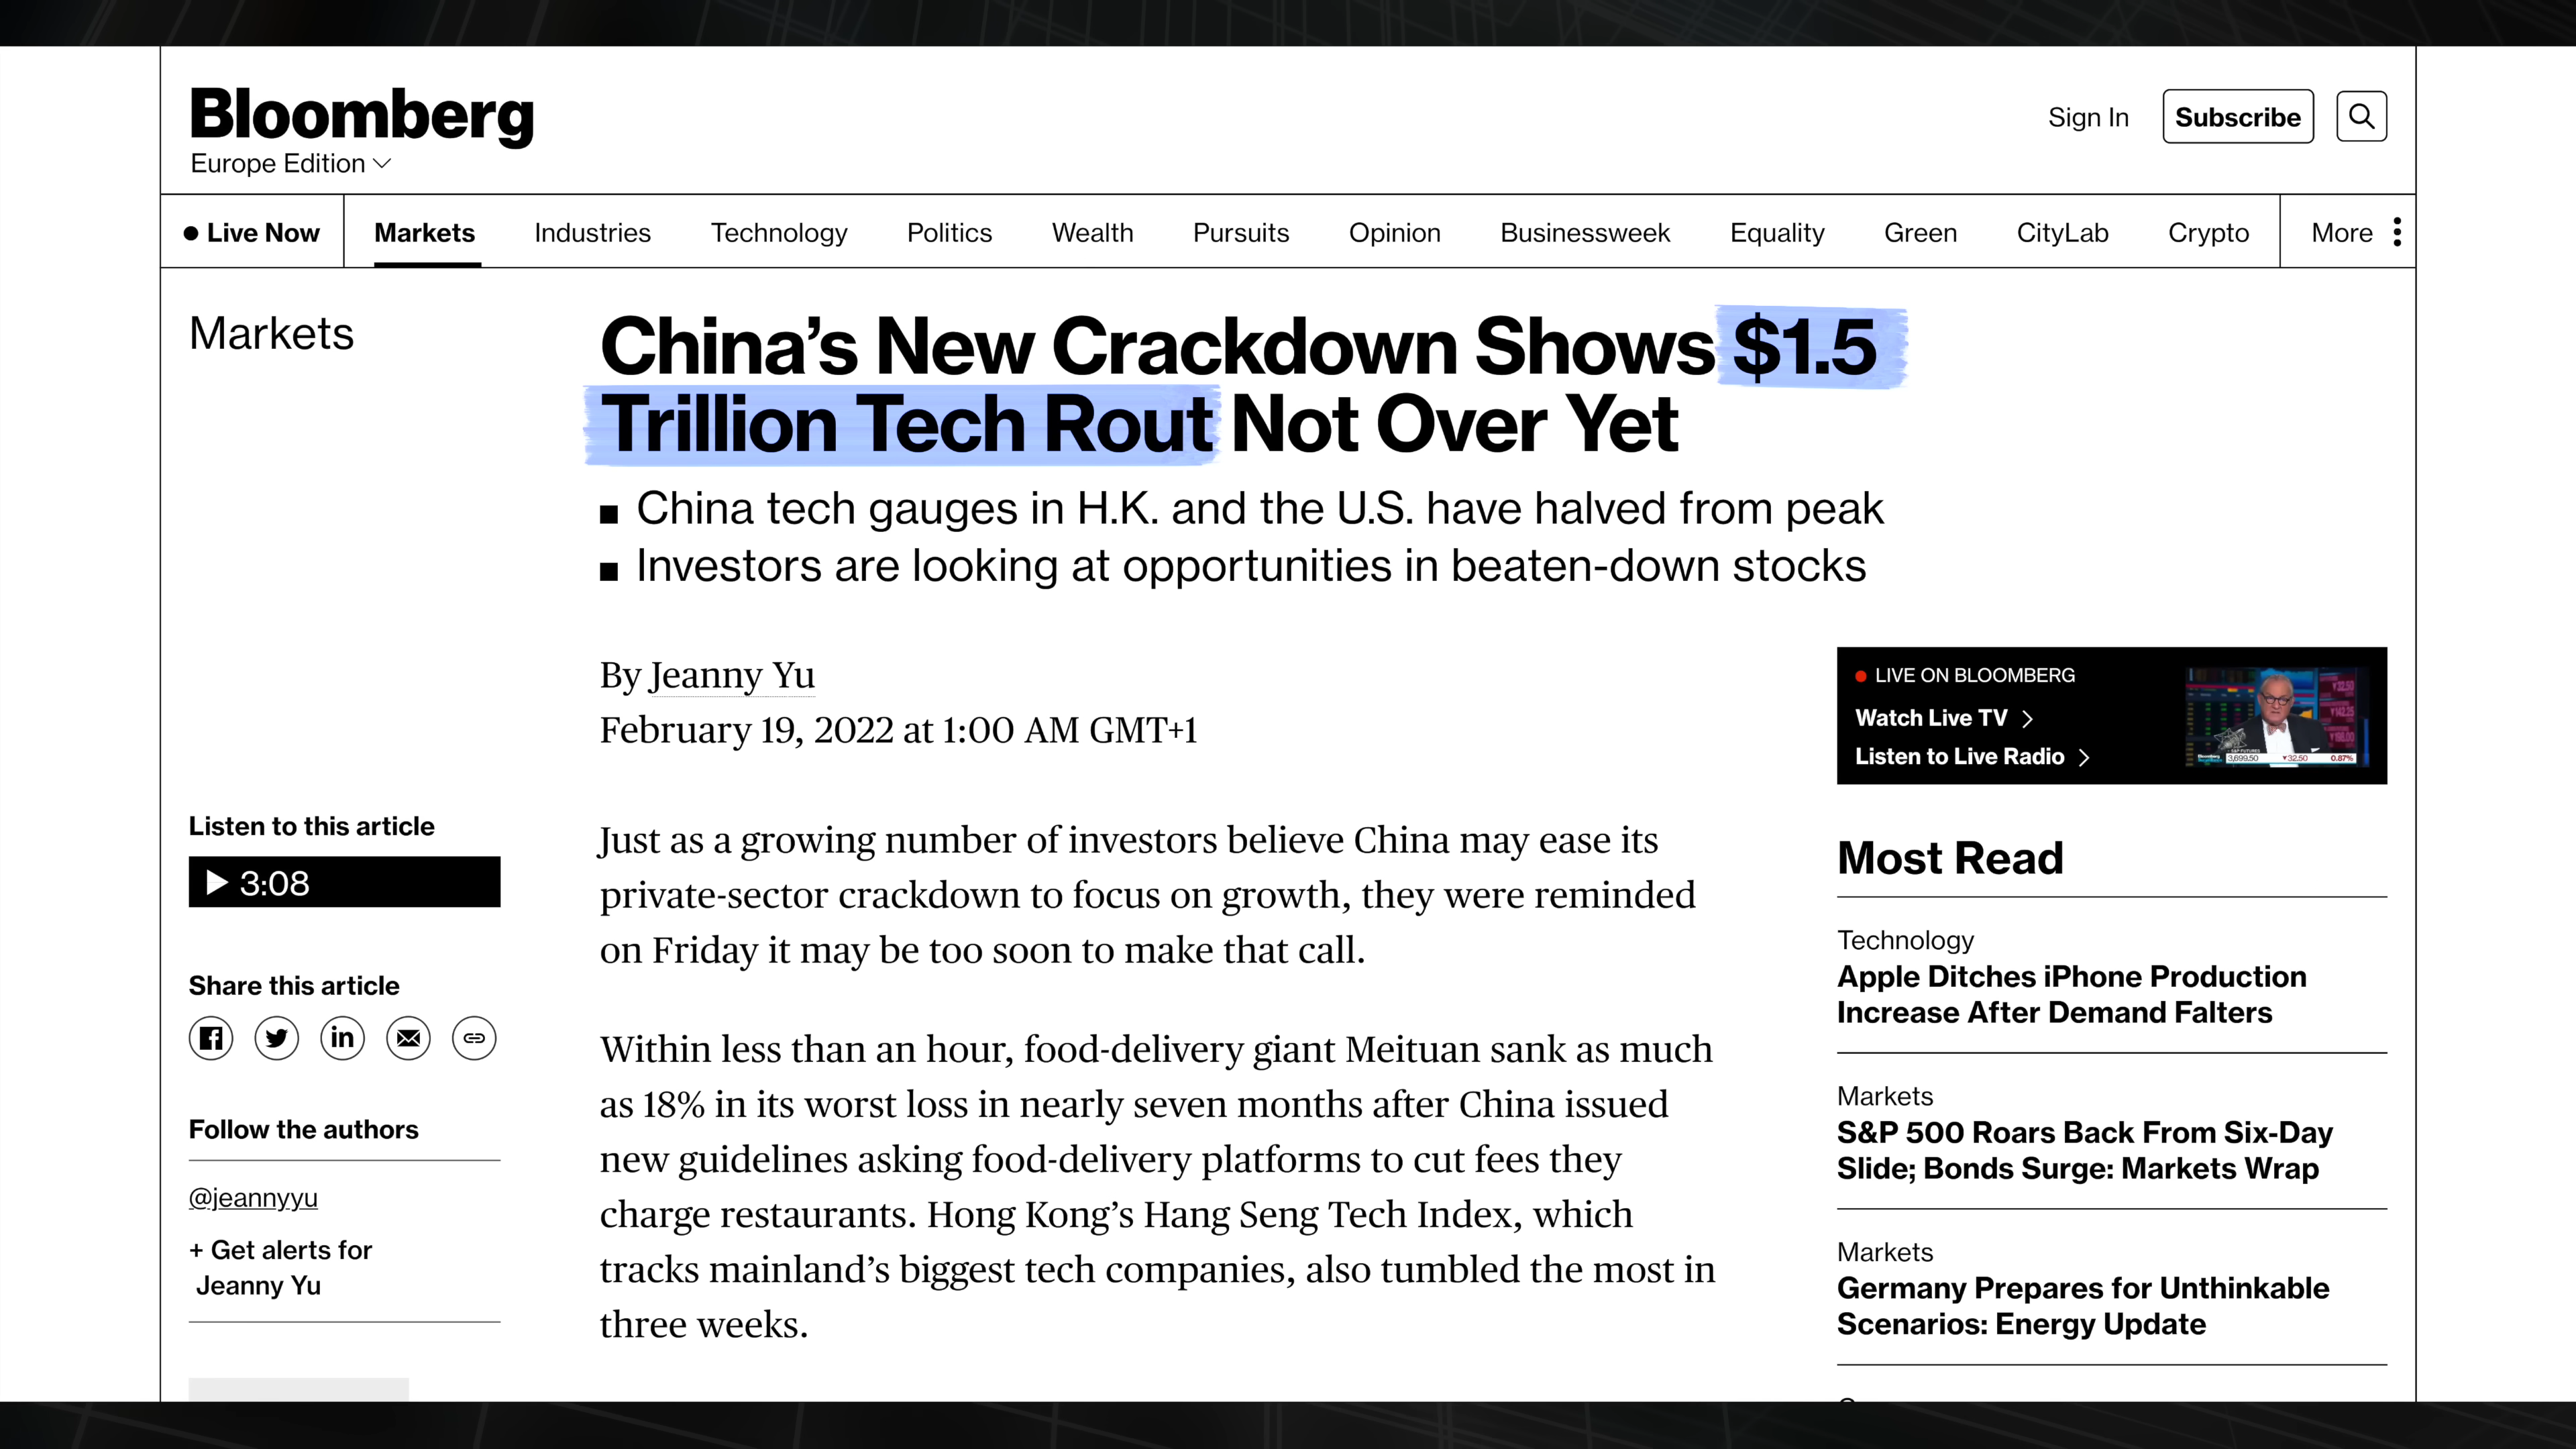 Bloomberg
Europe Edition
Sign In
Subscribe
Live Now
Markets
Industries
Technology
Politics
Wealth
Pursuits
Opinion
Businessweek
Equality
Green
CityLab
Crypto
More
Markets
China’s New Crackdown Shows $1.5
Trillion Tech Rout Not Over Yet
■ China tech gauges in H.K. and the U.S. have halved from peak
■ Investors are looking at opportunities in beaten-down stocks
By Jeanny Yu
February 19, 2022 at 1:00 AM GMT+1
Listen to this article
3:08
Share this article
in
Follow the authors
@jeannyyu
+ Get alerts for
Jeanny Yu
Just as a growing number of investors believe China may ease its
private-sector crackdown to focus on growth, they were reminded
on Friday it may be too soon to make that call.
Within less than an hour, food-delivery giant Meituan sank as much
as 18% in its worst loss in nearly seven months after China issued
new guidelines asking food-delivery platforms to cut fees they
charge restaurants. Hong Kong’s Hang Seng Tech Index, which
tracks mainland’s biggest tech companies, also tumbled the most in
three weeks.
LIVE ON BLOOMBERG
Watch Live TV
Listen to Live Radio
S&P FUTURES
3,699.50 ▼32.50 0.87%
Most Read
Technology
Apple Ditches iPhone Production
Increase After Demand Falters
Markets
S&P 500 Roars Back From Six-Day
Slide; Bonds Surge: Markets Wrap
Markets
Germany Prepares for Unthinkable
Scenarios: Energy Update